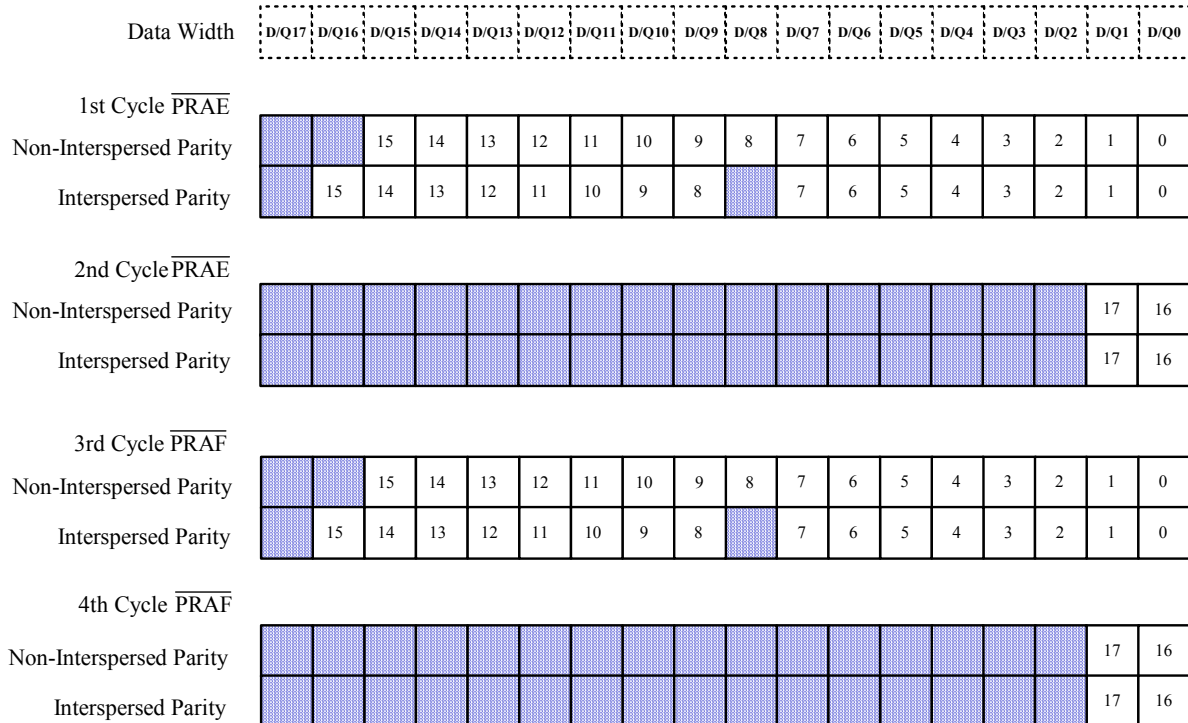 Data Width D/Q17 D/Q16 D/Q15 D/Q14 D/Q13 D/Q12 D/Q11 D/Q10 D/Q9 D/Q8 D/Q7 D/Q6 D/Q5 D/Q4 D/Q3 D/Q2 D/Q1 D/Q0
1st Cycle PRAE
Non-Interspersed Parity 15 14 13 12 11 10 9 8 7 6 5 4 3 2 1 0
Interspersed Parity 15 14 13 12 11 10 9 8 7 6 5 4 3 2 1 0
2nd Cycle PRAE
Non-Interspersed Parity 17 16
Interspersed Parity 17 16
3rd Cycle PRAF
Non-Interspersed Parity 15 14 13 12 11 10 9 8 7 6 5 4 3 2 1 0
Interspersed Parity 15 14 13 12 11 10 9 8 7 6 5 4 3 2 1 0
4th Cycle PRAF
Non-Interspersed Parity 17 16
Interspersed Parity 17 16